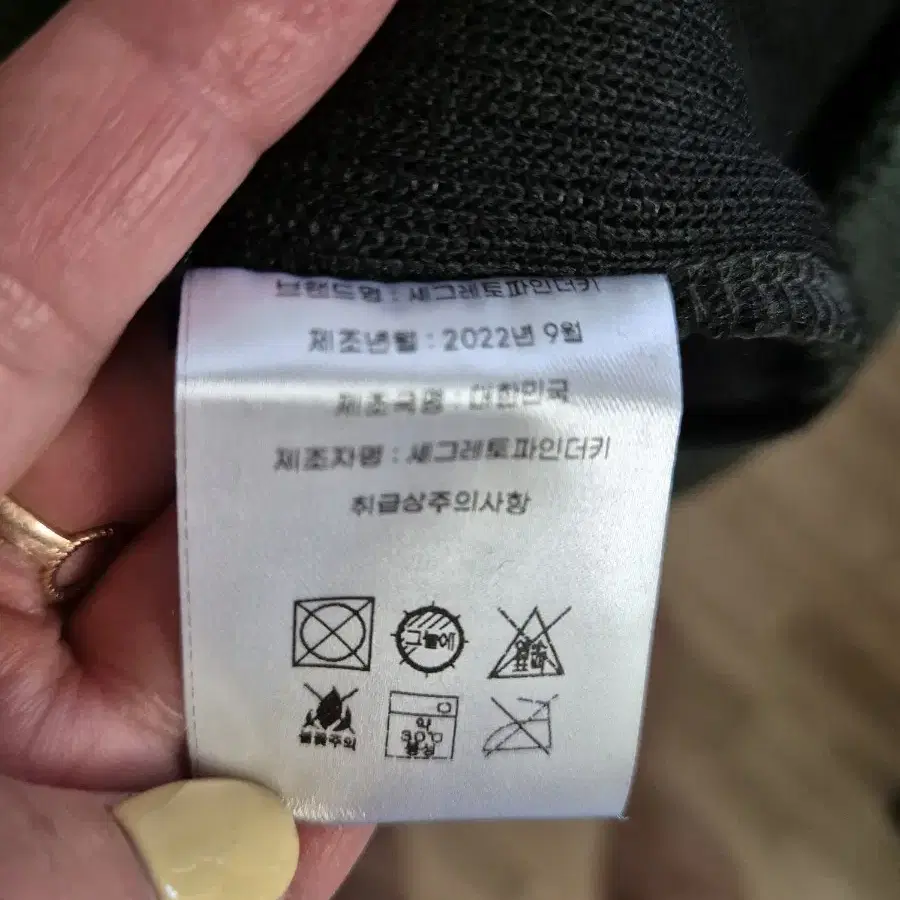 브랜드명 : 세그레토파인더키
제조년월 : 2022년 9월
제조국명 : 대한민국
제조자명 : 세그레토파인더키
취급상주의사항
그늘에
염소표백
불꽃주의
약
30℃
중성